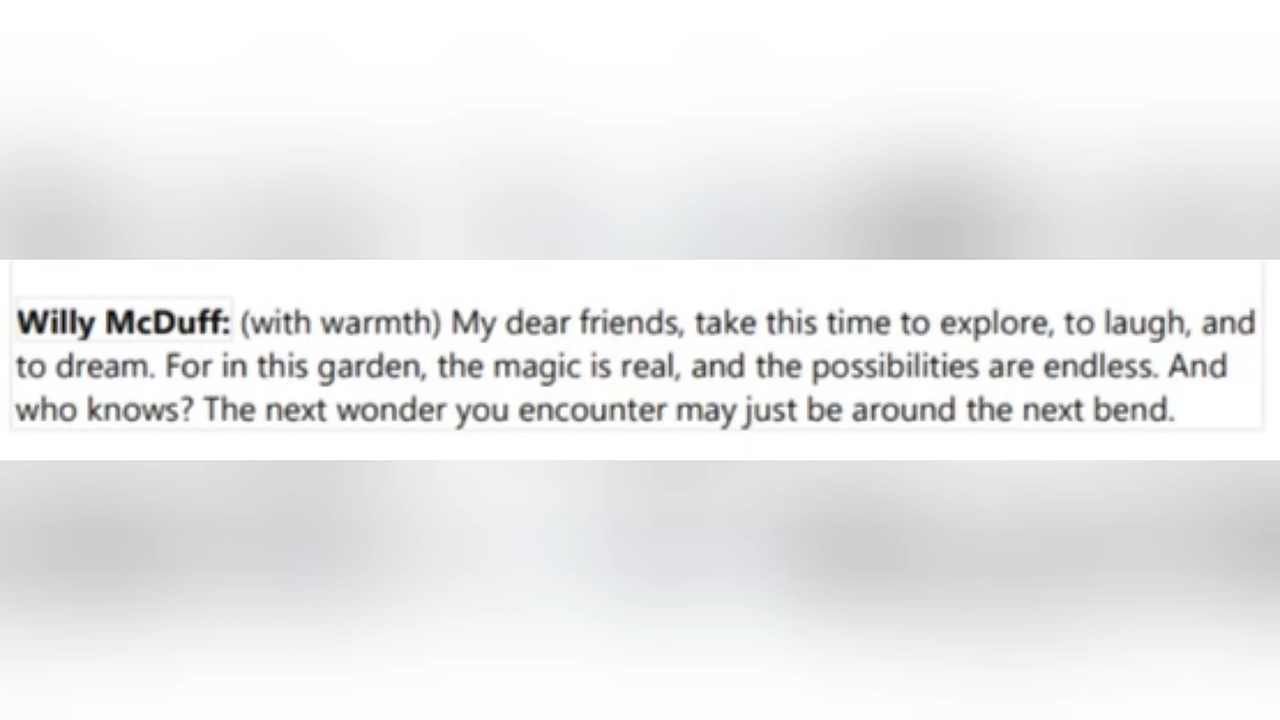 Willy McDuff: (with warmth) My dear friends, take this time to explore, to laugh, and
to dream. For in this garden, the magic is real, and the possibilities are endless. And
who knows? The next wonder you encounter may just be around the next bend.